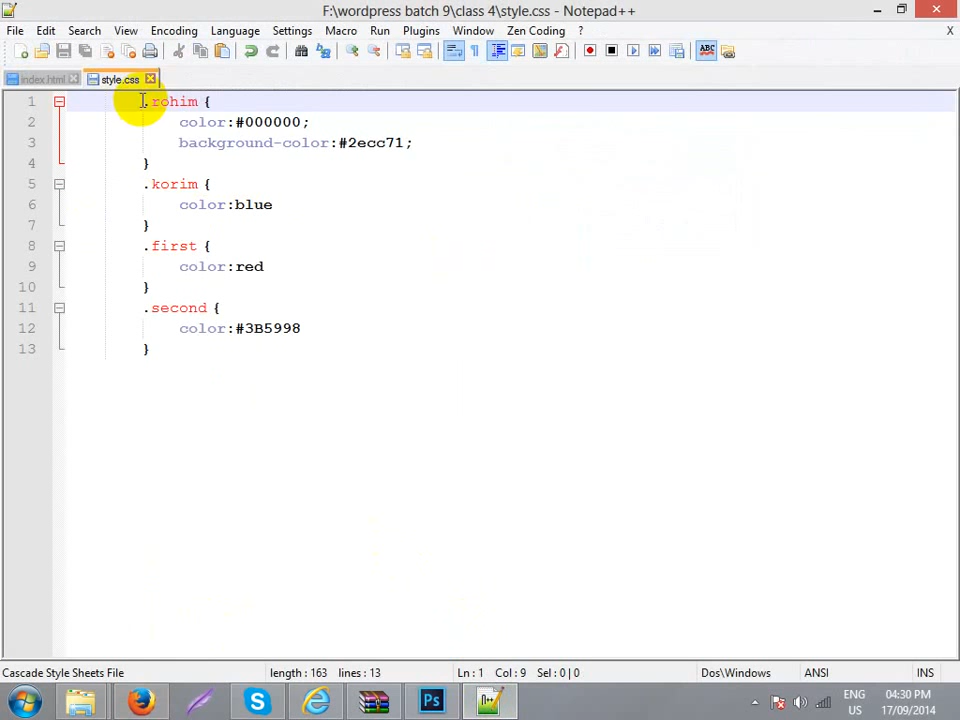 F:\wordpress batch 9\class 4\style.css - Notepad++
File Edit Search View Encoding Language Settings Macro Run Plugins Window Zen Coding ? X
ABC
index.html style.css
1 .rohim {
2 color:#000000;
3 background-color:#2ecc71;
4 }
5 .korim {
6 color:blue
7 }
8 .first {
9 color:red
10 }
11 .second {
12 color:#3B5998
13 }
Cascade Style Sheets File length : 163 lines : 13 Ln : 1 Col : 9 Sel : 0 | 0 Dos\Windows ANSI INS
ENG 04:30 PM
US 17/09/2014